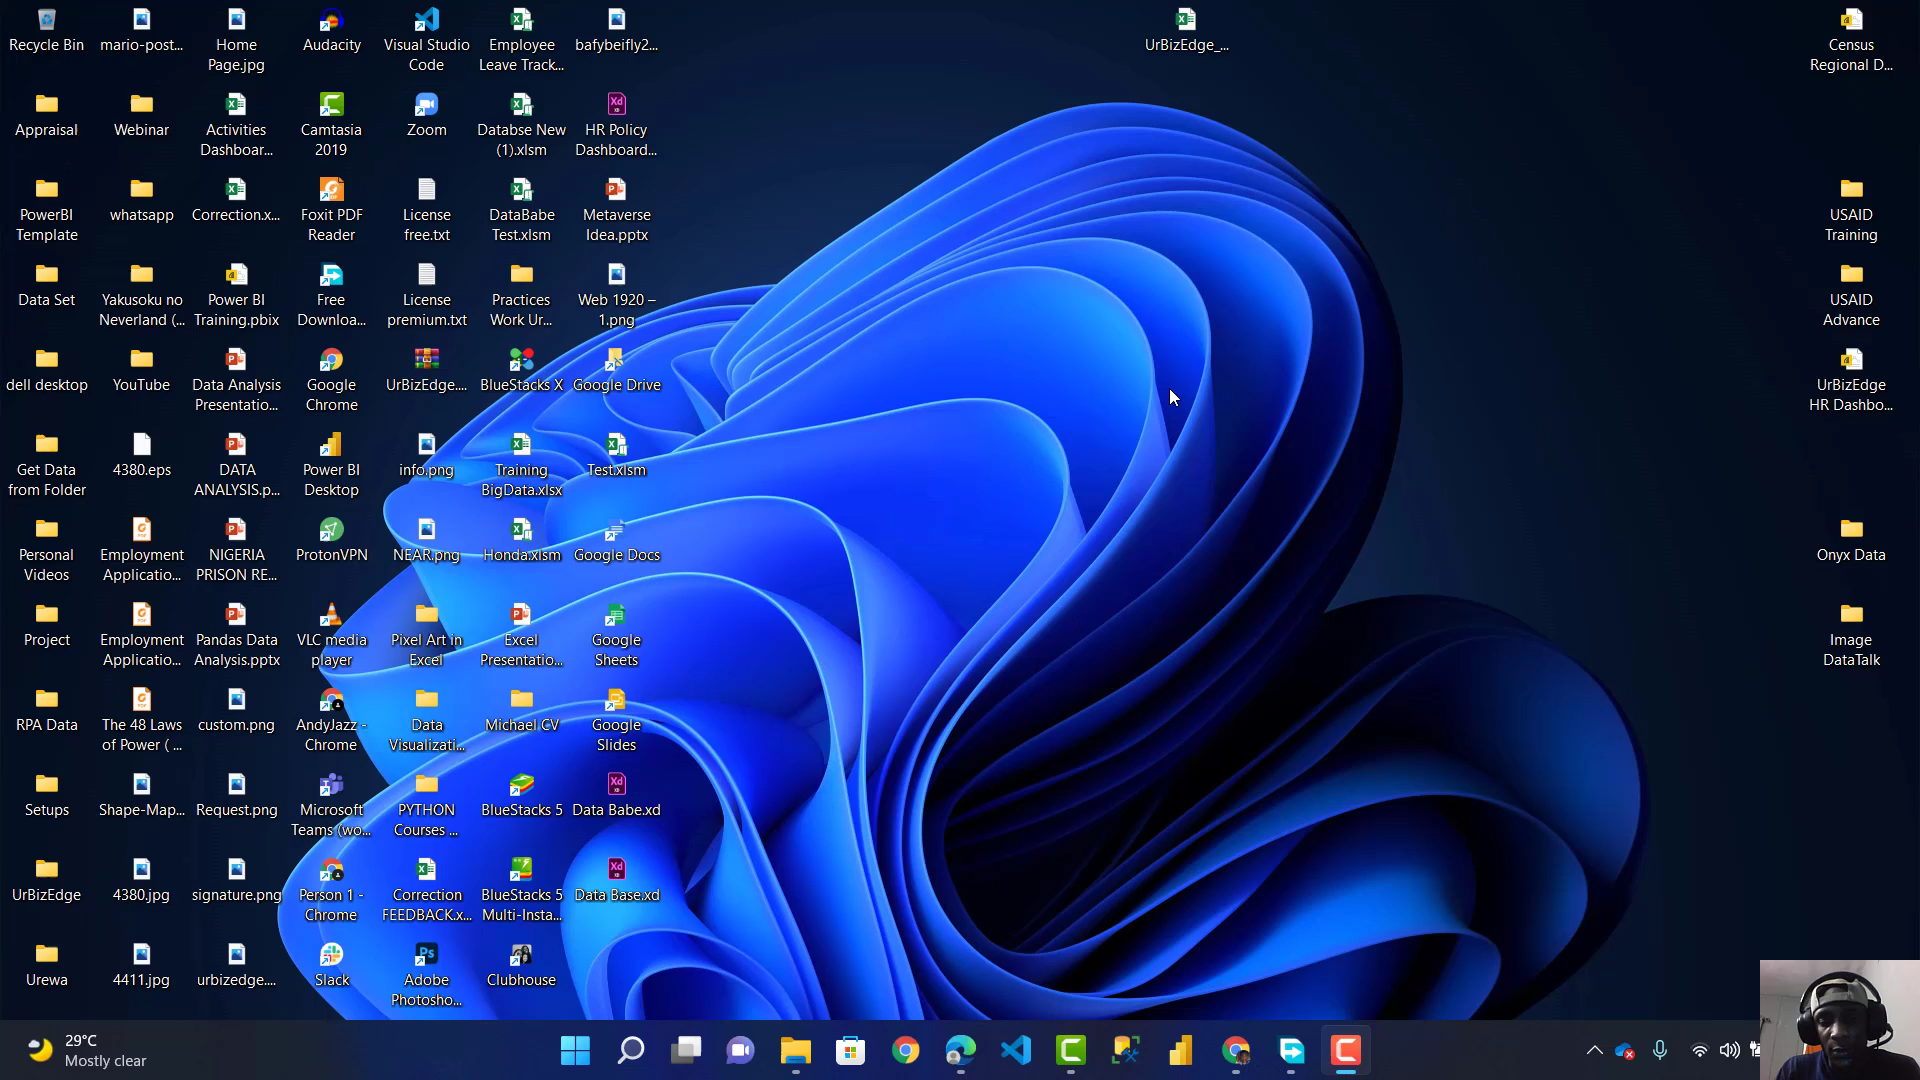 Recycle Bin
mario-post...
Home
Page.jpg
Audacity
Visual Studio
Code
Employee
Leave Track...
bafybeifly2...
UrBizEdge_...
Census
Regional D...
Appraisal
Webinar
Activities
Dashboar...
Camtasia
2019
Zoom
Databse New
(1).xlsm
Xd
HR Policy
Dashboard...
PowerBI
Template
whatsapp
Correction.x...
Foxit PDF
Reader
License
free.txt
DataBabe
Test.xlsm
Metaverse
Idea.pptx
USAID
Training
Data Set
Yakusoku no
Neverland (...
Power BI
Training.pbix
Free
Downloa...
License
premium.txt
Practices
Work Ur...
Web 1920 –
1.png
USAID
Advance
dell desktop
YouTube
Data Analysis
Presentatio...
Google
Chrome
UrBizEdge....
BlueStacks X
Google Drive
UrBizEdge
HR Dashbo...
Get Data
from Folder
4380.eps
DATA
ANALYSIS.p...
Power BI
Desktop
info.png
Training
BigData.xlsx
Test.xlsm
Personal
Videos
Employment
Applicatio...
NIGERIA
PRISON RE...
ProtonVPN
NEAR.png
Honda.xlsm
Google Docs
Onyx Data
Project
Employment
Applicatio...
Pandas Data
Analysis.pptx
VLC media
player
Pixel Art in
Excel
Excel
Presentatio...
Google
Sheets
Image
DataTalk
RPA Data
The 48 Laws
of Power ( ...
custom.png
AndyJazz -
Chrome
Data
Visualizati...
Michael CV
Google
Slides
Setups
Shape-Map...
Request.png
Microsoft
Teams (wo...
PYTHON
Courses ...
BlueStacks 5
Xd
Data Babe.xd
UrBizEdge
4380.jpg
signature.png
Person 1 -
Chrome
Correction
FEEDBACK.x...
BlueStacks 5
Multi-Insta...
Xd
Data Base.xd
Urewa
4411.jpg
urbizedge....
Slack
Ps
Adobe
Photosho...
Clubhouse
29°C
Mostly clear